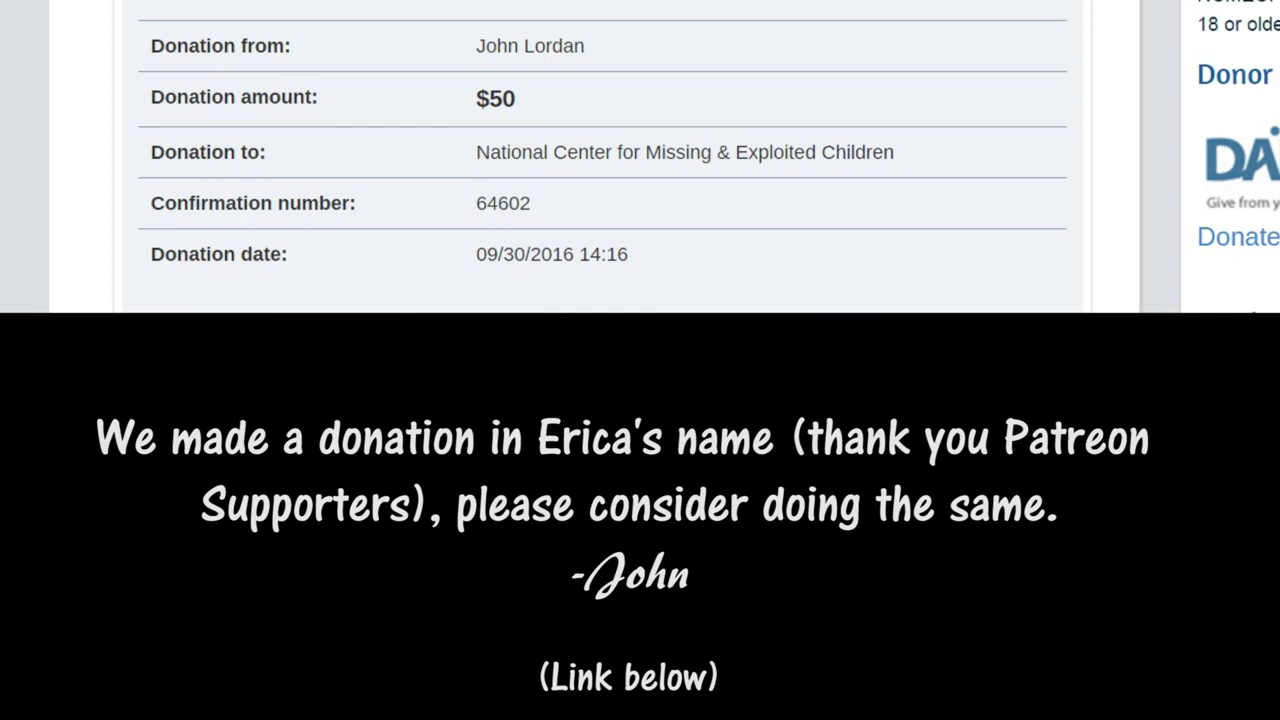 18 or olde
Donation from: John Lordan
Donor
Donation amount: $50
Donation to: National Center for Missing & Exploited Children
DA
Give from y
Confirmation number: 64602
Donate
Donation date: 09/30/2016 14:16
We made a donation in Erica's name (thank you Patreon
Supporters), please consider doing the same.
-John
(Link below)